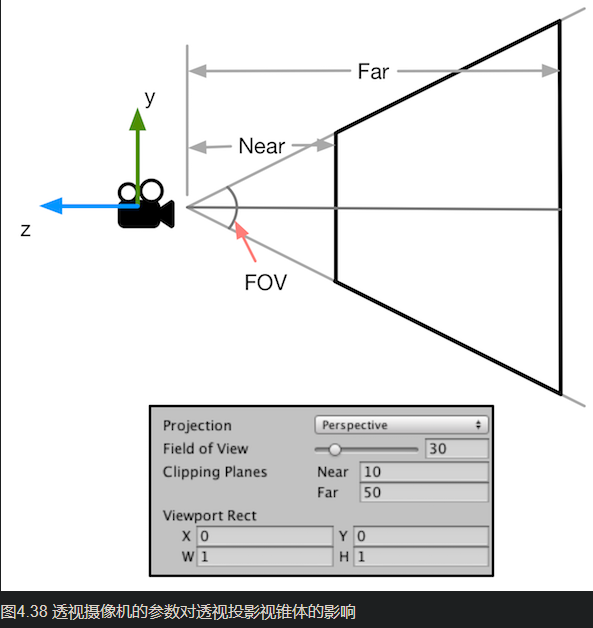 Far
y
Near
z
FOV
Projection Perspective
Field of View 30
Clipping Planes Near 10
Far 50
Viewport Rect
X 0 Y 0
W 1 H 1
图4.38 透视摄像机的参数对透视投影视锥体的影响